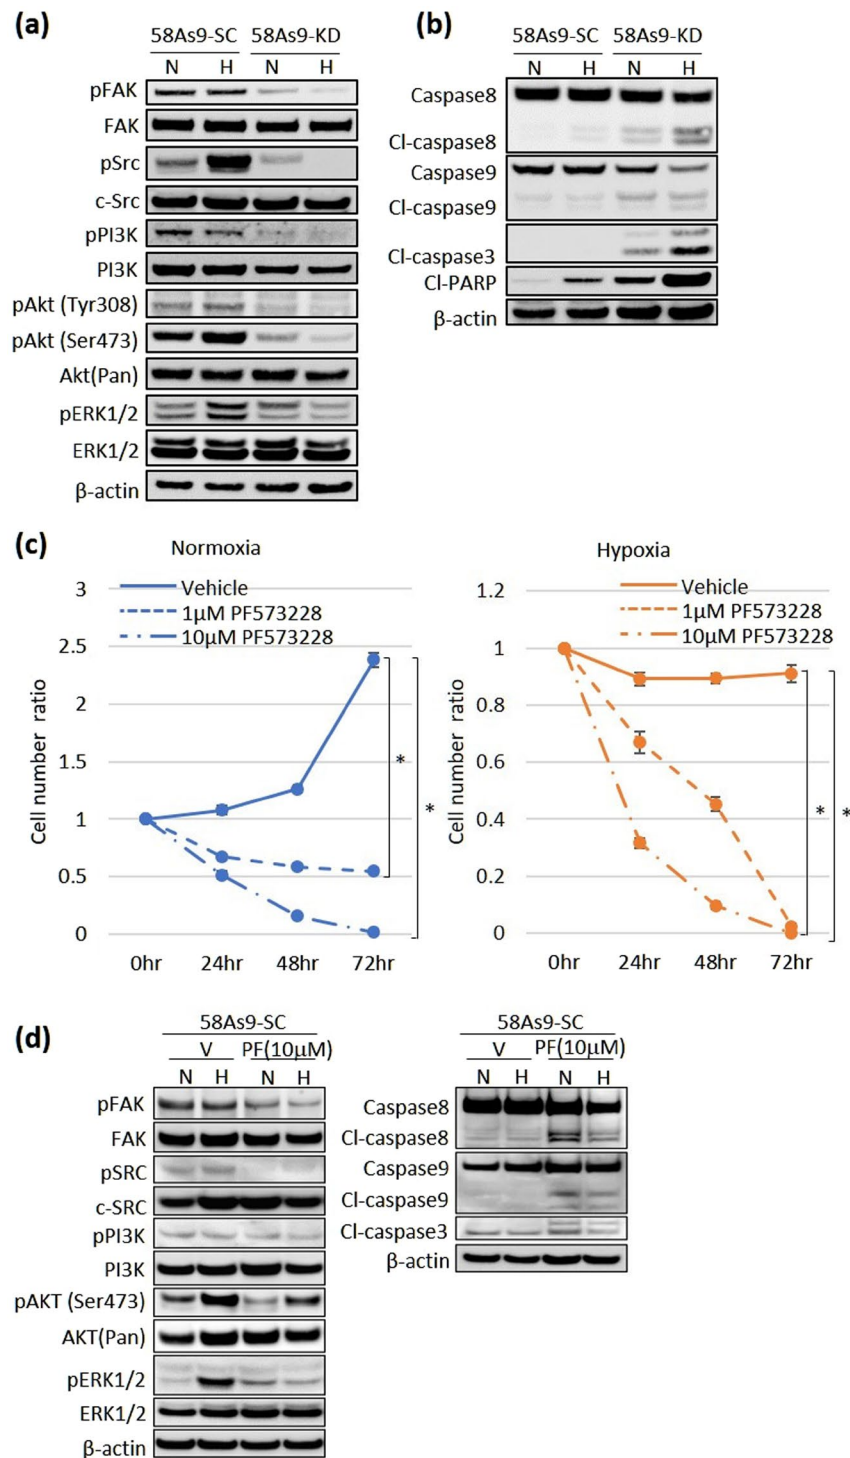 (a)
58As9-SC 58As9-KD
N H N H
pFAK
FAK
pSrc
c-Src
pPI3K
PI3K
pAkt (Tyr308)
pAkt (Ser473)
Akt(Pan)
pERK1/2
ERK1/2
β-actin
(b)
58As9-SC 58As9-KD
N H N H
Caspase8
Cl-caspase8
Caspase9
Cl-caspase9
Cl-caspase3
Cl-PARP
β-actin
(c)
Normoxia
Vehicle
1μM PF573228
10μM PF573228
Cell number ratio
3
2.5
2
1.5
1
0.5
0
0hr 24hr 48hr 72hr
*
*
Hypoxia
Vehicle
1μM PF573228
10μM PF573228
Cell number ratio
1.2
1
0.8
0.6
0.4
0.2
0
0hr 24hr 48hr 72hr
* *
(d)
58As9-SC
V PF(10μM)
N H N H
pFAK
FAK
pSRC
c-SRC
pPI3K
PI3K
pAKT (Ser473)
AKT(Pan)
pERK1/2
ERK1/2
β-actin
58As9-SC
V PF(10μM)
N H N H
Caspase8
Cl-caspase8
Caspase9
Cl-caspase9
Cl-caspase3
β-actin